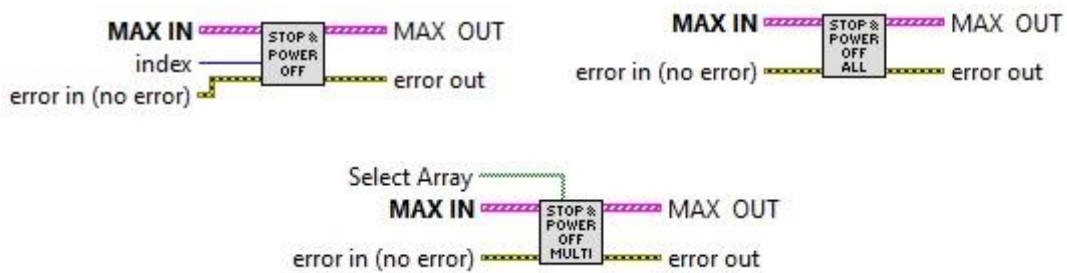 MAX IN
STOP &
POWER
OFF
MAX OUT
index
error in (no error)
error out
MAX IN
STOP &
POWER
OFF
ALL
MAX OUT
error in (no error)
error out
Select Array
MAX IN
STOP &
POWER
OFF
MULTI
MAX OUT
error in (no error)
error out